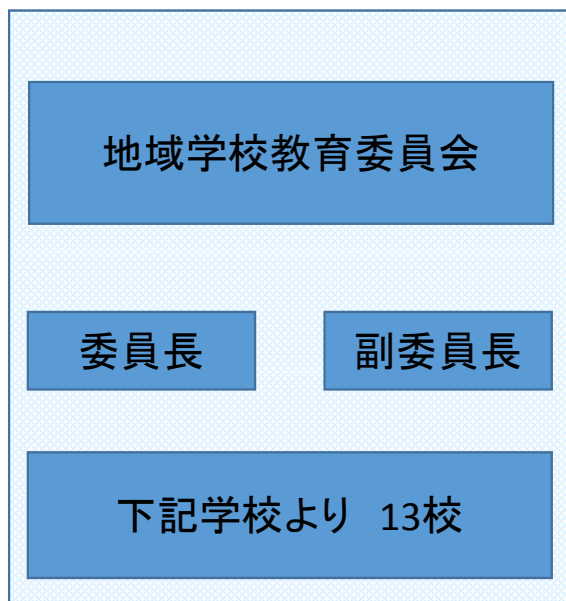 地域学校教育委員会
委員長
副委員長
下記学校より　13校